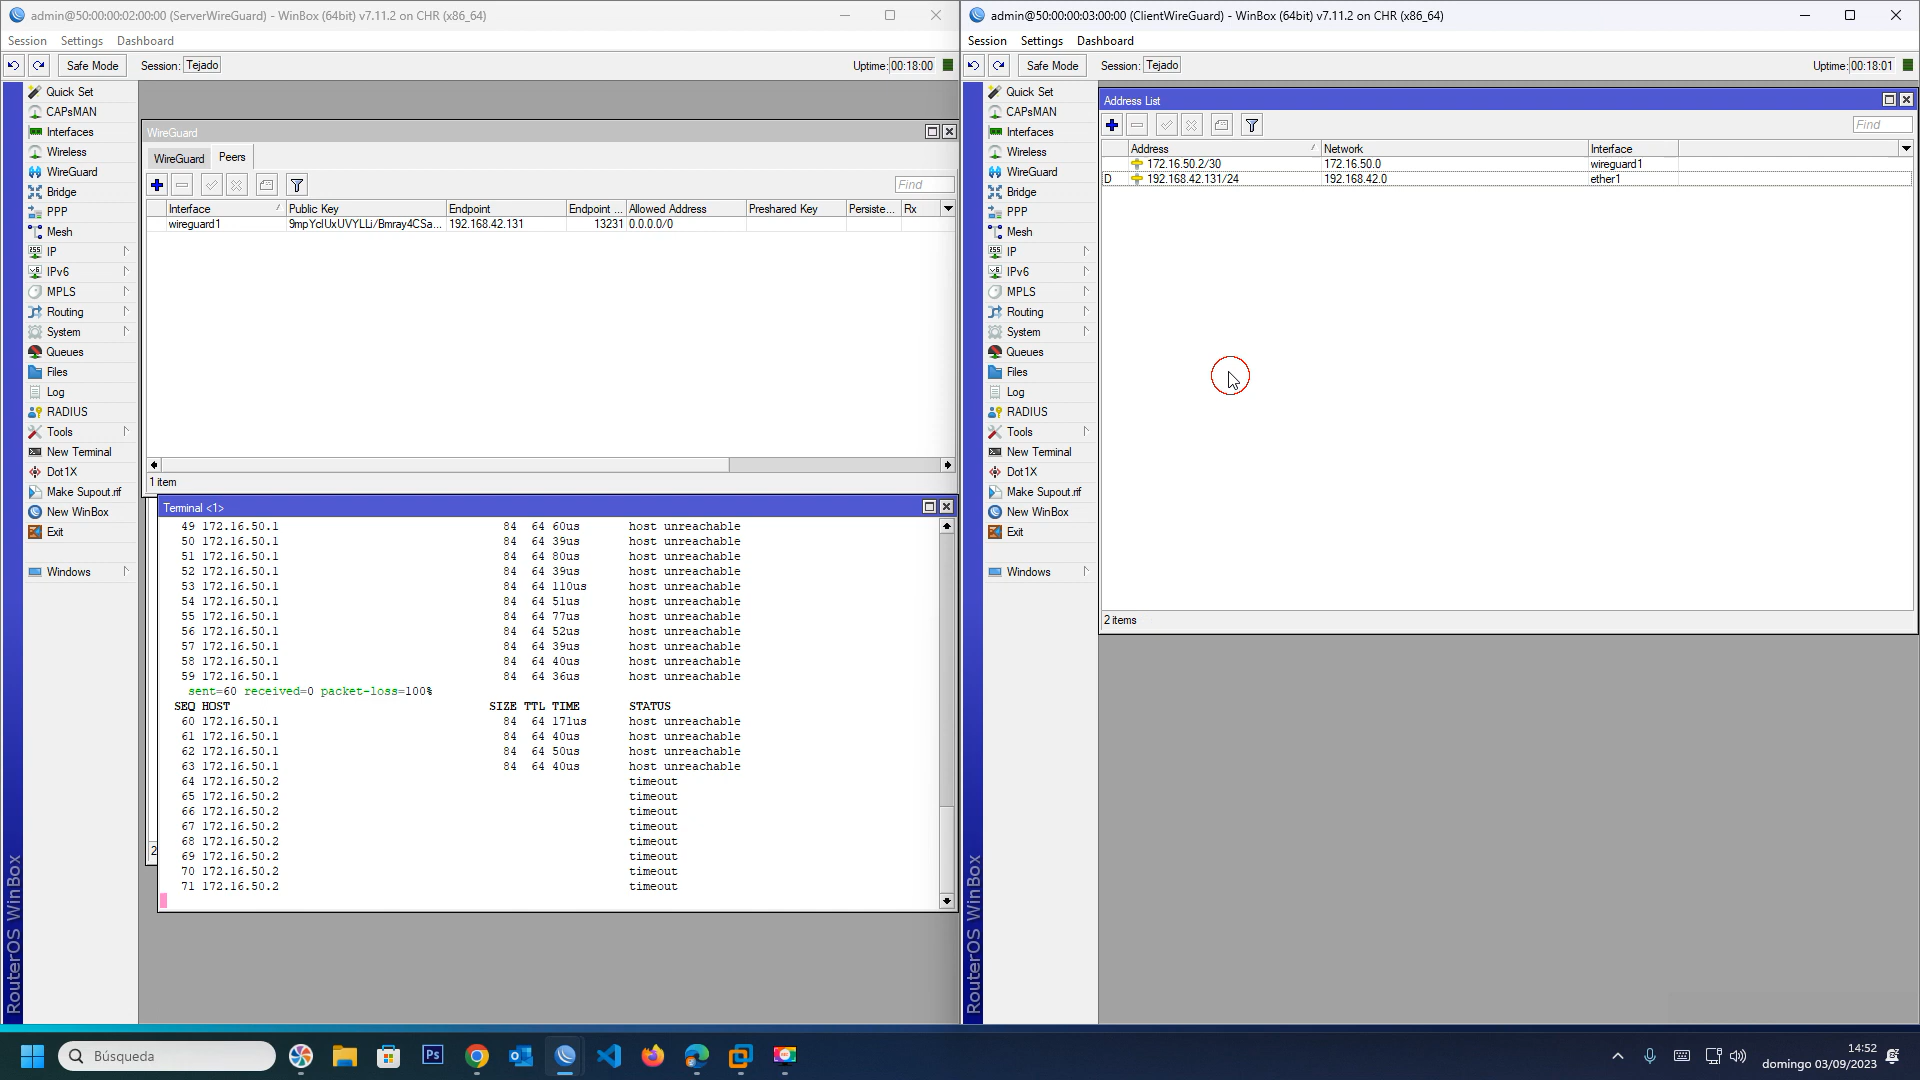 admin@50:00:00:02:00:00 (ServerWireGuard) - WinBox (64bit) v7.11.2 on CHR (x86_64)
Session Settings Dashboard
Safe Mode Session: Tejado Uptime: 00:18:00
Quick Set
CAPsMAN
Interfaces
Wireless
WireGuard
Bridge
PPP
Mesh
IP
IPv6
MPLS
Routing
System
Queues
Files
Log
RADIUS
Tools
New Terminal
Dot1X
Make Supout.rif
New WinBox
Exit
Windows
RouterOS WinBox
WireGuard
WireGuard Peers
Find
Interface Public Key Endpoint Endpoint ... Allowed Address Preshared Key Persiste... Rx
wireguard1 9mpYclUxUVYLLi/Bmray4CSa... 192.168.42.131 13231 0.0.0.0/0
1 item
2
Terminal <1>
49 172.16.50.1 84 64 60us host unreachable
50 172.16.50.1 84 64 39us host unreachable
51 172.16.50.1 84 64 80us host unreachable
52 172.16.50.1 84 64 39us host unreachable
53 172.16.50.1 84 64 110us host unreachable
54 172.16.50.1 84 64 51us host unreachable
55 172.16.50.1 84 64 77us host unreachable
56 172.16.50.1 84 64 52us host unreachable
57 172.16.50.1 84 64 39us host unreachable
58 172.16.50.1 84 64 40us host unreachable
59 172.16.50.1 84 64 36us host unreachable
sent=60 received=0 packet-loss=100%
SEQ HOST SIZE TTL TIME STATUS
60 172.16.50.1 84 64 171us host unreachable
61 172.16.50.1 84 64 40us host unreachable
62 172.16.50.1 84 64 50us host unreachable
63 172.16.50.1 84 64 40us host unreachable
64 172.16.50.2 timeout
65 172.16.50.2 timeout
66 172.16.50.2 timeout
67 172.16.50.2 timeout
68 172.16.50.2 timeout
69 172.16.50.2 timeout
70 172.16.50.2 timeout
71 172.16.50.2 timeout
admin@50:00:00:03:00:00 (ClientWireGuard) - WinBox (64bit) v7.11.2 on CHR (x86_64)
Session Settings Dashboard
Safe Mode Session: Tejado Uptime: 00:18:01
Quick Set
CAPsMAN
Interfaces
Wireless
WireGuard
Bridge
PPP
Mesh
IP
IPv6
MPLS
Routing
System
Queues
Files
Log
RADIUS
Tools
New Terminal
Dot1X
Make Supout.rif
New WinBox
Exit
Windows
RouterOS WinBox
Address List
Find
Address Network Interface
172.16.50.2/30 172.16.50.0 wireguard1
D 192.168.42.131/24 192.168.42.0 ether1
2 items
Búsqueda
Ps
14:52
domingo 03/09/2023